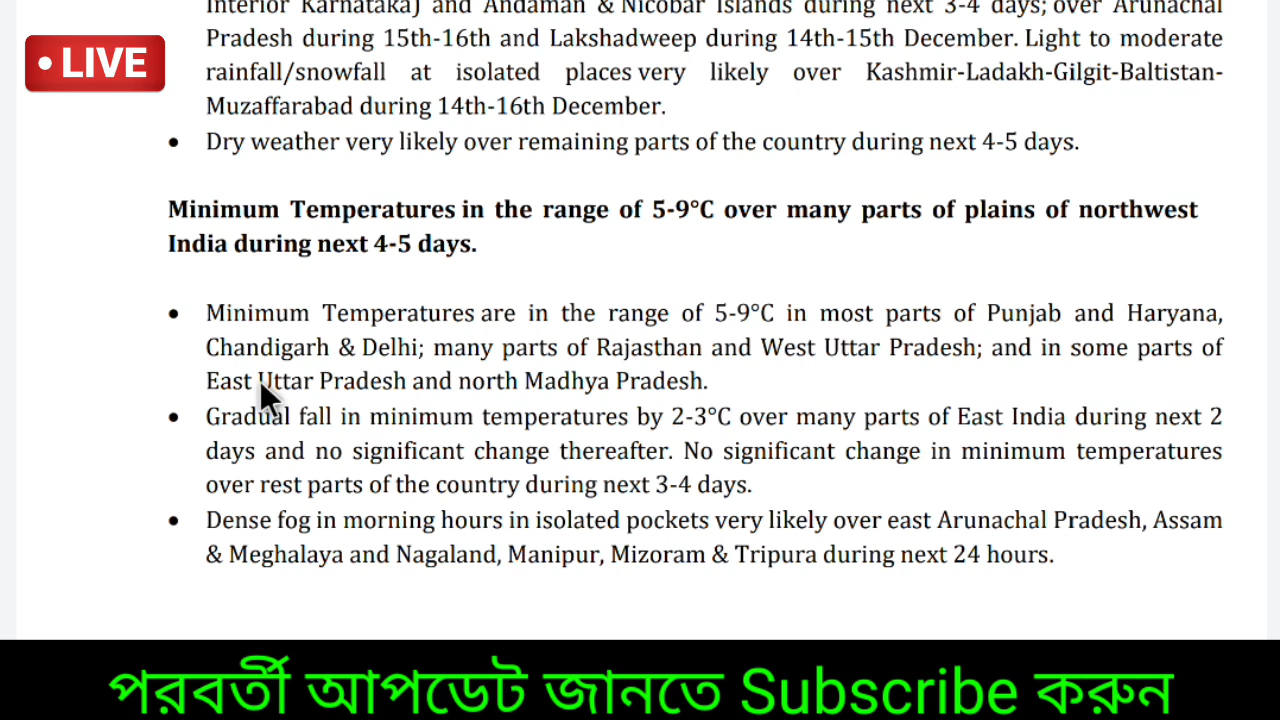 Interior Karnataka) and Andaman & Nicobar Islands during next 3-4 days; over Arunachal
Pradesh during 15th-16th and Lakshadweep during 14th-15th December. Light to moderate
rainfall/snowfall at isolated places very likely over Kashmir-Ladakh-Gilgit-Baltistan-
Muzaffarabad during 14th-16th December.
• Dry weather very likely over remaining parts of the country during next 4-5 days.
Minimum Temperatures in the range of 5-9°C over many parts of plains of northwest
India during next 4-5 days.
• Minimum Temperatures are in the range of 5-9°C in most parts of Punjab and Haryana,
Chandigarh & Delhi; many parts of Rajasthan and West Uttar Pradesh; and in some parts of
East Uttar Pradesh and north Madhya Pradesh.
• Gradual fall in minimum temperatures by 2-3°C over many parts of East India during next 2
days and no significant change thereafter. No significant change in minimum temperatures
over rest parts of the country during next 3-4 days.
• Dense fog in morning hours in isolated pockets very likely over east Arunachal Pradesh, Assam
& Meghalaya and Nagaland, Manipur, Mizoram & Tripura during next 24 hours.
• LIVE
পরবর্তী আপডেট জানতে Subscribe করুন